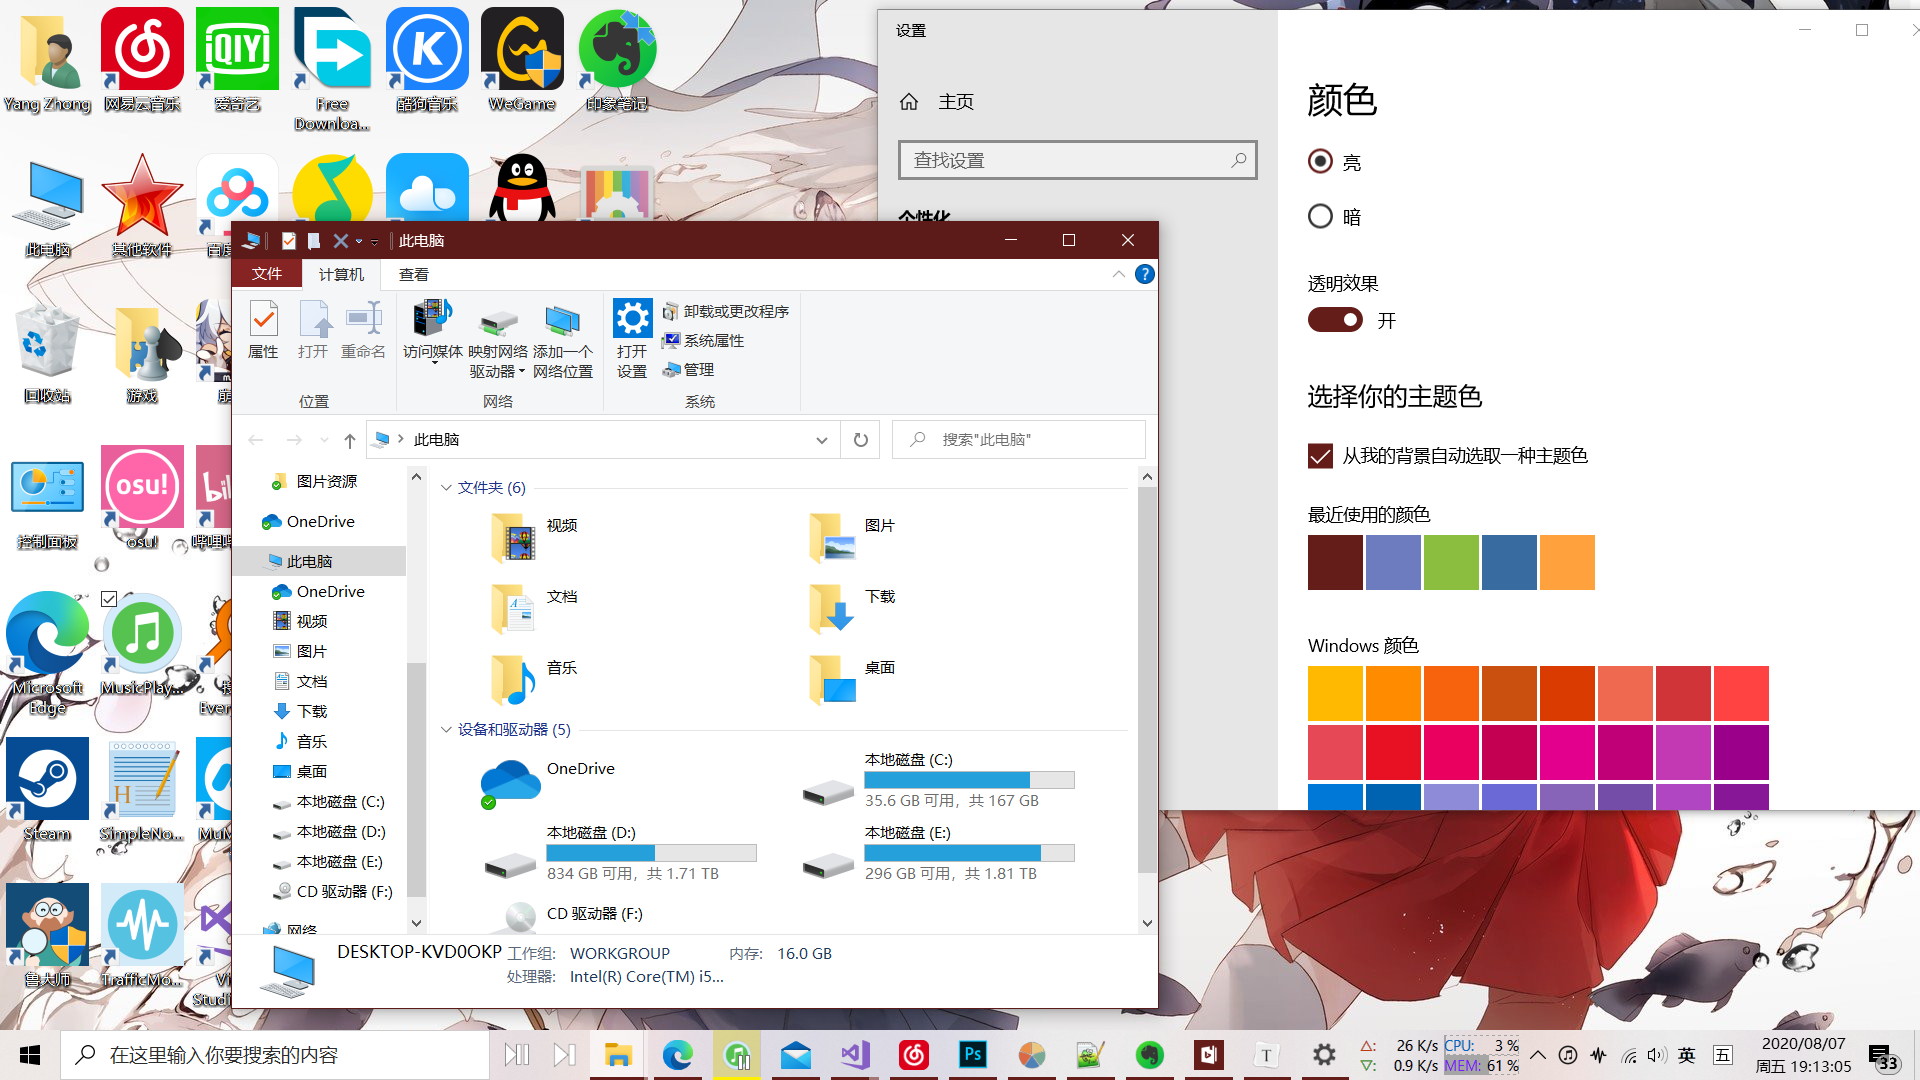 Yang Zhong
网易云音乐
爱奇艺
Free Downloa...
酷狗音乐
WeGame
印象笔记
iQIYI
此电脑
其他软件
回收站
游戏
控制面板
osu!
osu!
Microsoft Edge
MusicPlay...
Steam
SimpleNo...
鲁大师
TrafficMo...
设置
主页
查找设置
个性化
颜色
亮
暗
透明效果
开
选择你的主题色
从我的背景自动选取一种主题色
最近使用的颜色
Windows 颜色
此电脑
文件
计算机
查看
属性
打开
重命名
访问媒体
映射网络驱动器
添加一个网络位置
打开设置
卸载或更改程序
系统属性
管理
位置
网络
系统
此电脑
搜索"此电脑"
图片资源
OneDrive
此电脑
OneDrive
视频
图片
文档
下载
音乐
桌面
本地磁盘 (C:)
本地磁盘 (D:)
本地磁盘 (E:)
CD 驱动器 (F:)
网络
文件夹 (6)
视频
图片
文档
下载
音乐
桌面
设备和驱动器 (5)
OneDrive
本地磁盘 (C:)
35.6 GB 可用，共 167 GB
本地磁盘 (D:)
834 GB 可用，共 1.71 TB
本地磁盘 (E:)
296 GB 可用，共 1.81 TB
CD 驱动器 (F:)
DESKTOP-KVD0OKP
工作组: WORKGROUP
内存: 16.0 GB
处理器: Intel(R) Core(TM) i5...
在这里输入你要搜索的内容
Ps
T
26 K/s
0.9 K/s
CPU: 3 %
MEM: 61 %
英
五
2020/08/07
周五 19:13:05
33